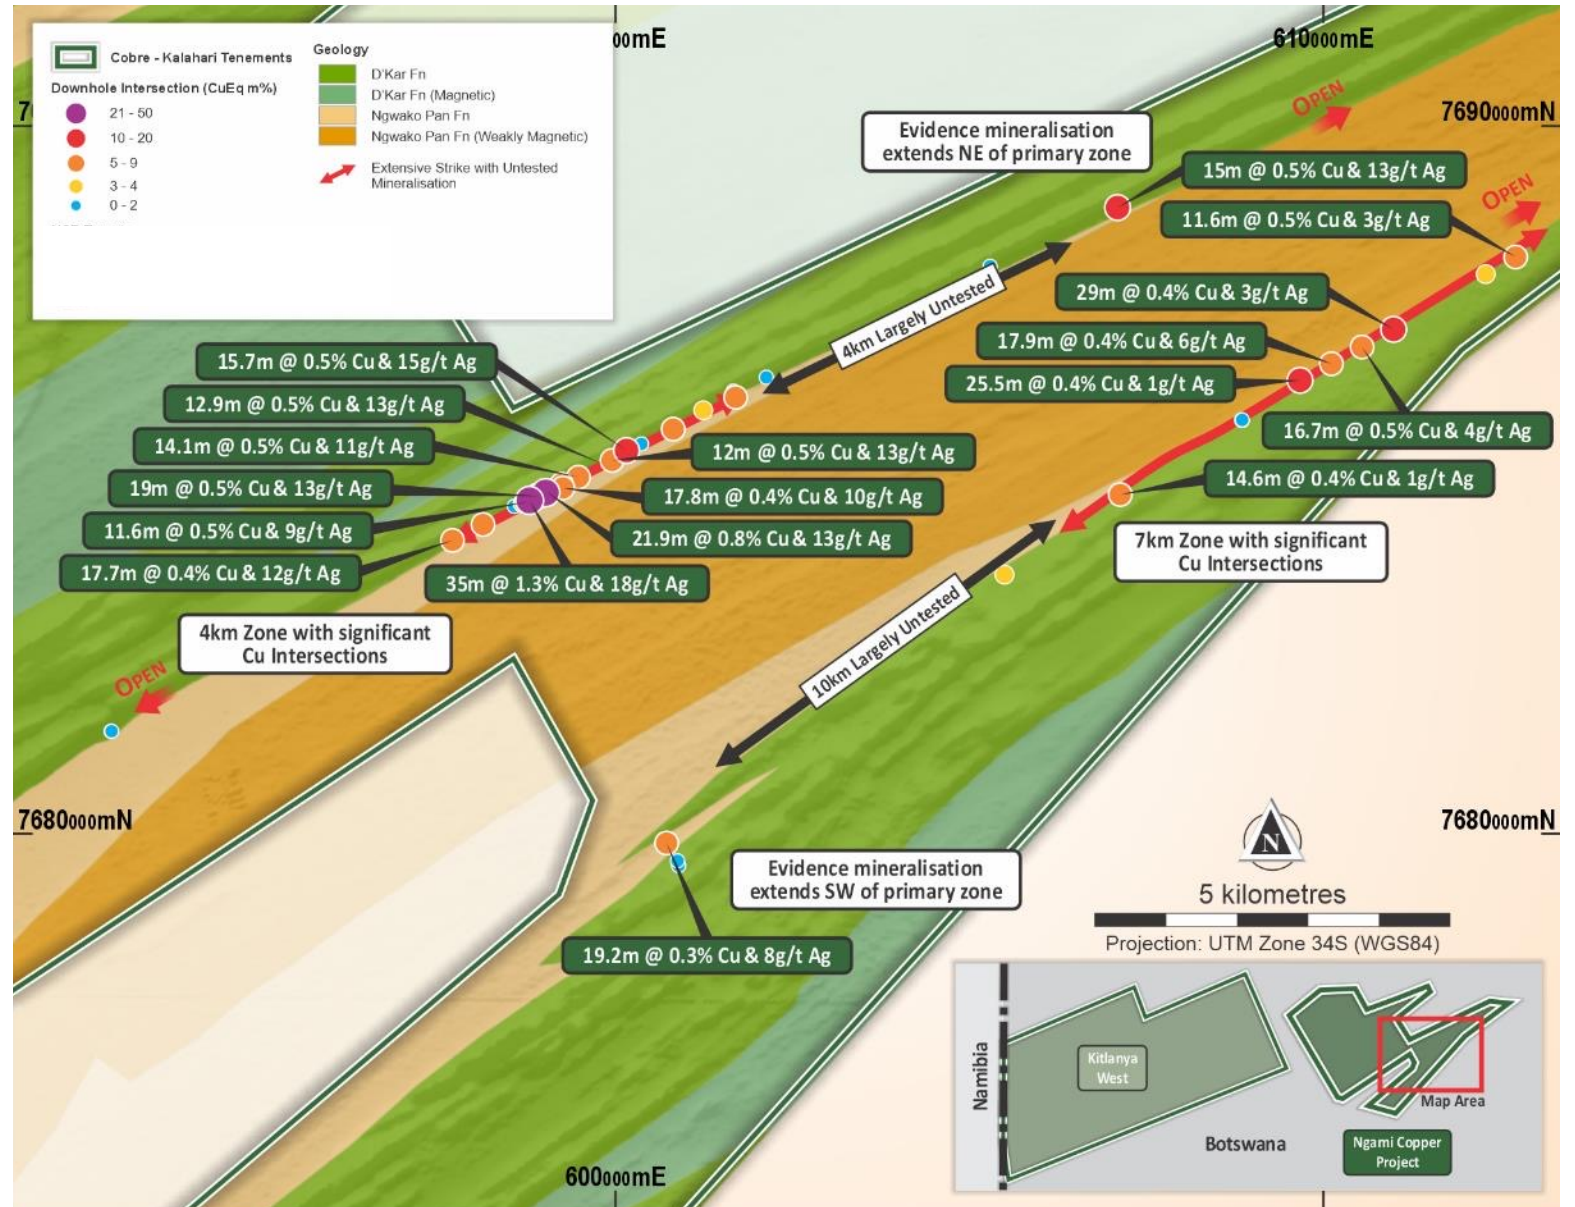 Cobre - Kalahari Tenements
Downhole Intersection (CuEq m%)
21 - 50
10 - 20
5 - 9
3 - 4
0 - 2
Geology
D'Kar Fn
D'Kar Fn (Magnetic)
Ngwako Pan Fn
Ngwako Pan Fn (Weakly Magnetic)
Extensive Strike with Untested
Mineralisation
00mE
610000mE
7690000mN
OPEN
Evidence mineralisation
extends NE of primary zone
15m @ 0.5% Cu & 13g/t Ag
OPEN
11.6m @ 0.5% Cu & 3g/t Ag
29m @ 0.4% Cu & 3g/t Ag
4km Largely Untested
17.9m @ 0.4% Cu & 6g/t Ag
25.5m @ 0.4% Cu & 1g/t Ag
16.7m @ 0.5% Cu & 4g/t Ag
14.6m @ 0.4% Cu & 1g/t Ag
15.7m @ 0.5% Cu & 15g/t Ag
12.9m @ 0.5% Cu & 13g/t Ag
14.1m @ 0.5% Cu & 11g/t Ag
19m @ 0.5% Cu & 13g/t Ag
11.6m @ 0.5% Cu & 9g/t Ag
17.7m @ 0.4% Cu & 12g/t Ag
12m @ 0.5% Cu & 13g/t Ag
17.8m @ 0.4% Cu & 10g/t Ag
21.9m @ 0.8% Cu & 13g/t Ag
35m @ 1.3% Cu & 18g/t Ag
7km Zone with significant
Cu Intersections
4km Zone with significant
Cu Intersections
OPEN
10km Largely Untested
7680000mN
7680000mN
Evidence mineralisation
extends SW of primary zone
19.2m @ 0.3% Cu & 8g/t Ag
N
5 kilometres
Projection: UTM Zone 34S (WGS84)
Namibia
Kitlanya
West
Map Area
Botswana
Ngami Copper
Project
600000mE